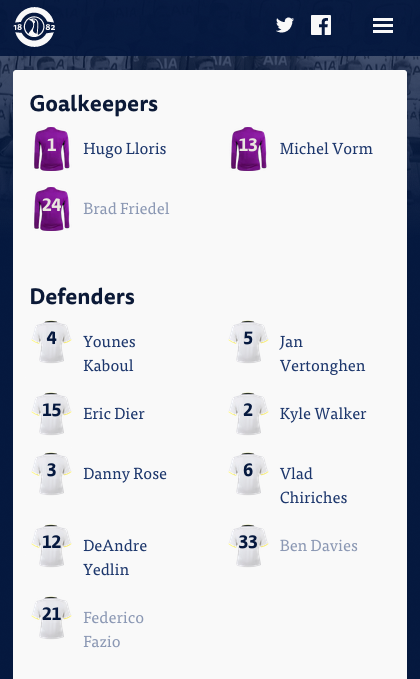 18 82
Goalkeepers
1 Hugo Lloris
13 Michel Vorm
24 Brad Friedel
Defenders
4 Younes
Kaboul
5 Jan
Vertonghen
15 Eric Dier
2 Kyle Walker
3 Danny Rose
6 Vlad
Chiriches
12 DeAndre
Yedlin
33 Ben Davies
21 Federico
Fazio